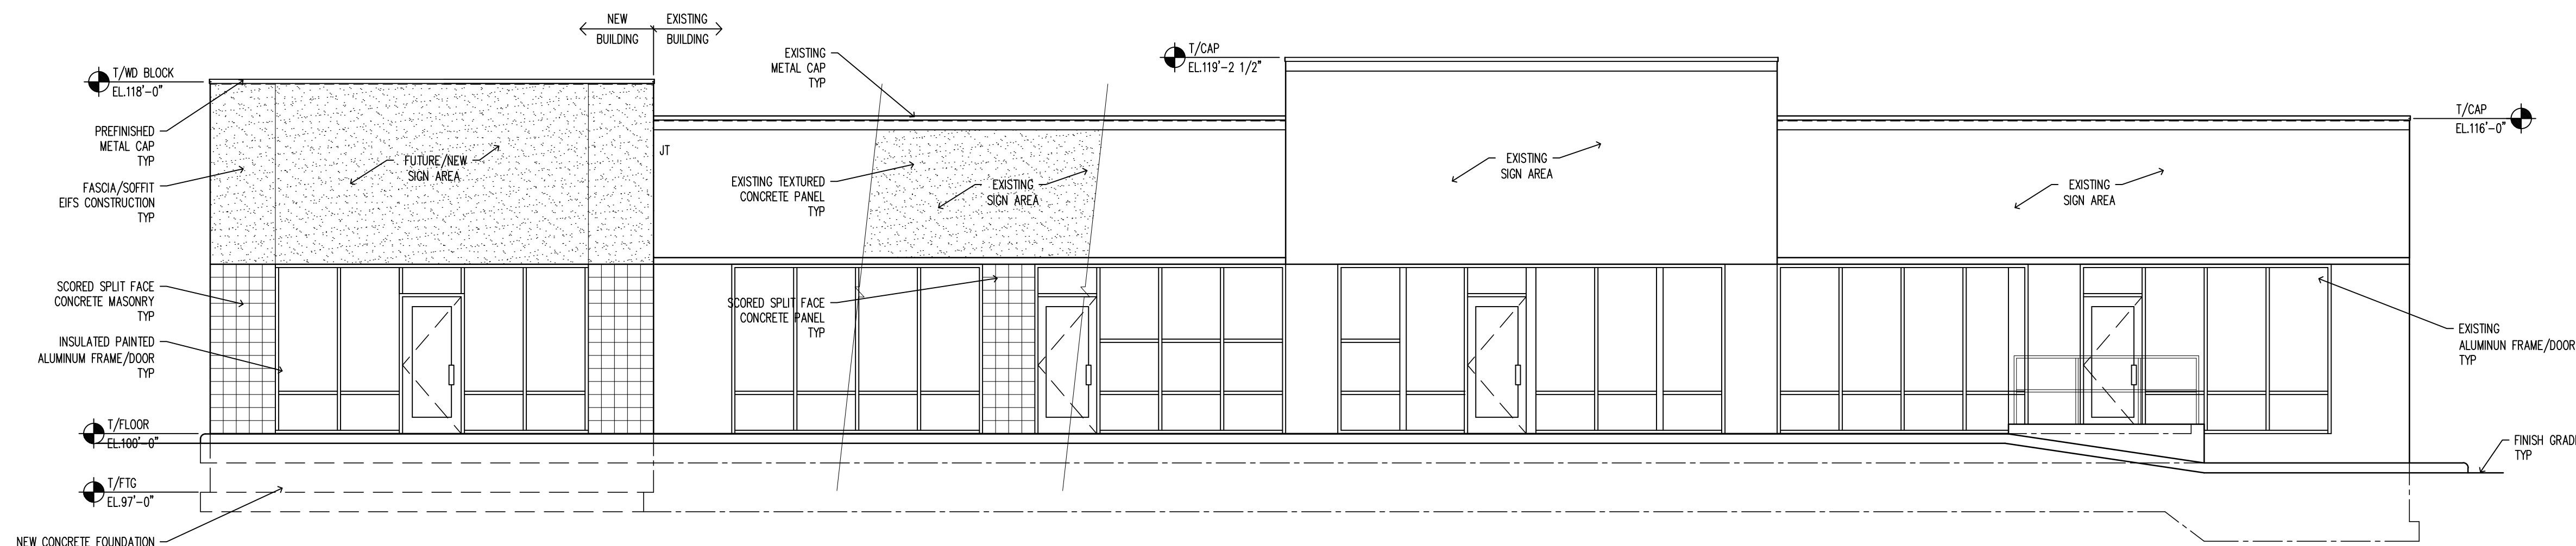 NEW
BUILDING
EXISTING
BUILDING
T/WD BLOCK
EL.118'-0"
PREFINISHED
METAL CAP
TYP
FASCIA/SOFFIT
EIFS CONSTRUCTION
TYP
FUTURE/NEW
SIGN AREA
SCORED SPLIT FACE
CONCRETE MASONRY
TYP
INSULATED PAINTED
ALUMINUM FRAME/DOOR
TYP
T/FLOOR
EL.100'-0"
T/FTG
EL.97'-0"
NEW CONCRETE FOUNDATION
JT
EXISTING
METAL CAP
TYP
EXISTING TEXTURED
CONCRETE PANEL
TYP
EXISTING
SIGN AREA
SCORED SPLIT FACE
CONCRETE PANEL
TYP
T/CAP
EL.119'-2 1/2"
EXISTING
SIGN AREA
EXISTING
SIGN AREA
T/CAP
EL.116'-0"
EXISTING
ALUMINUN FRAME/DOOR
TYP
FINISH GRAD
TYP